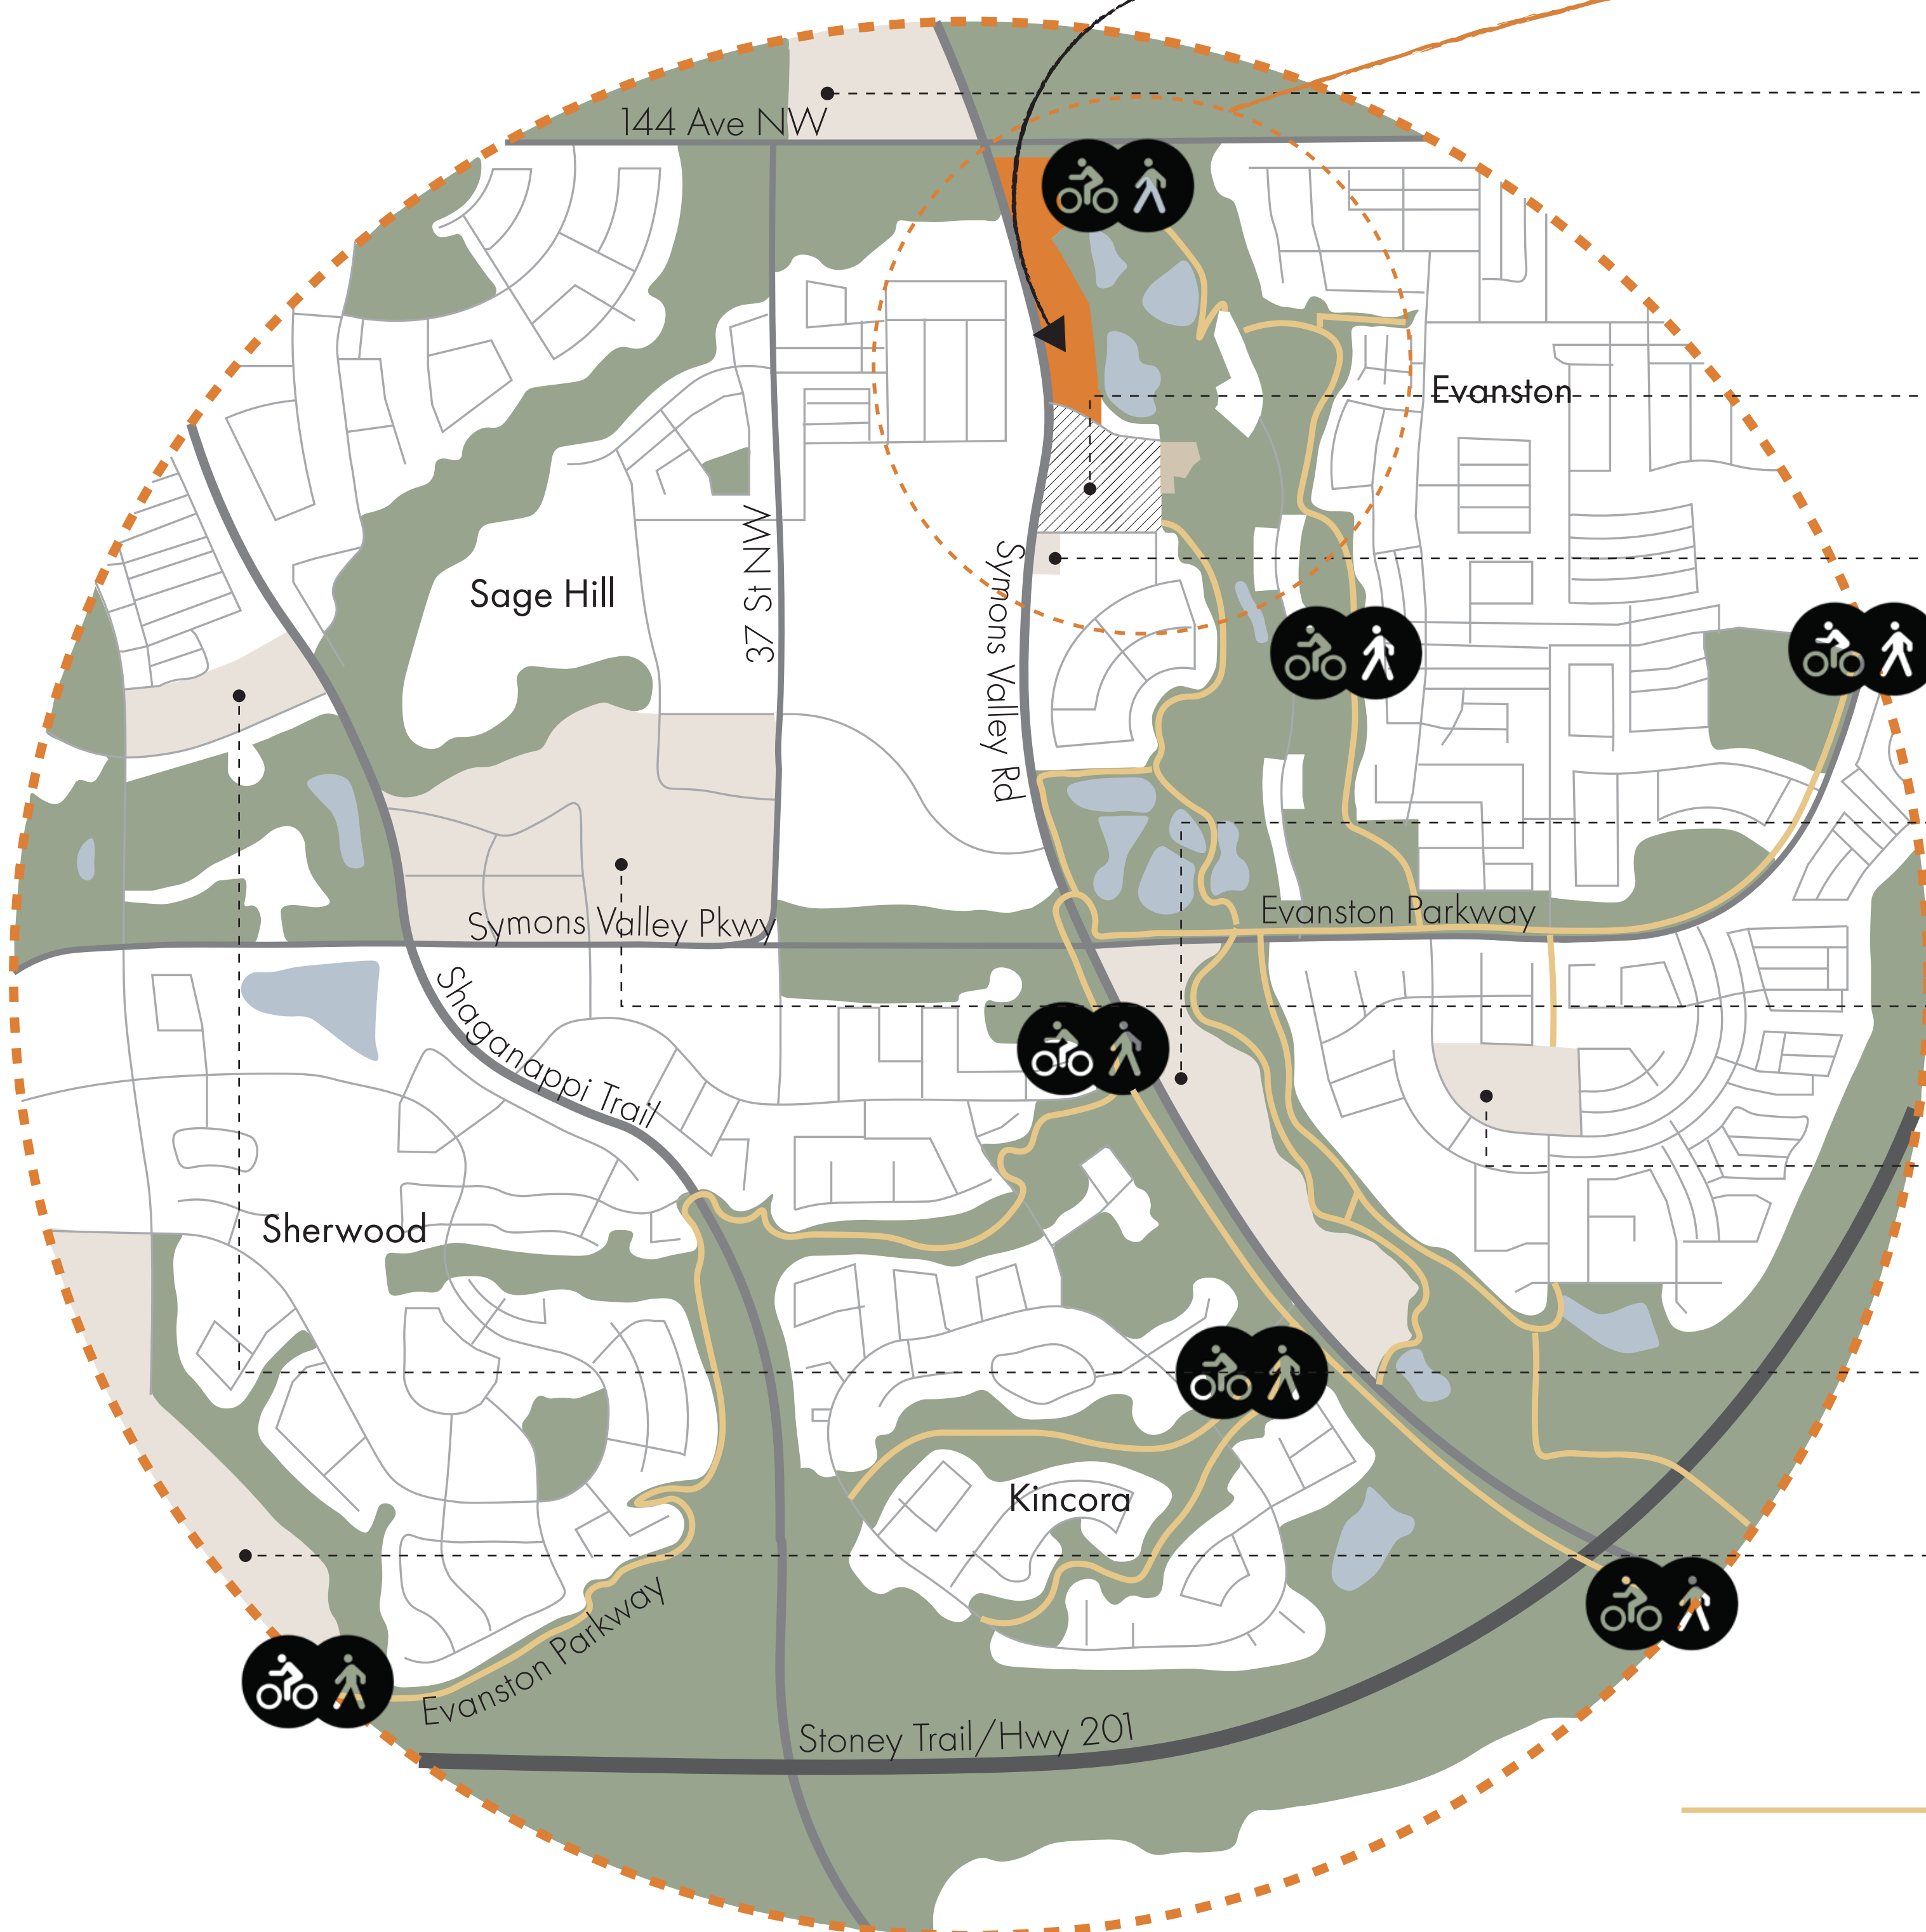 144 Ave NW
Evanston
Sage Hill
37 St NW
Symons Valley Rd
Evanston Parkway
Symons Valley Pkwy
Shaganappi Trail
Sherwood
Kincora
Evanston Parkway
Stoney Trail/Hwy 201